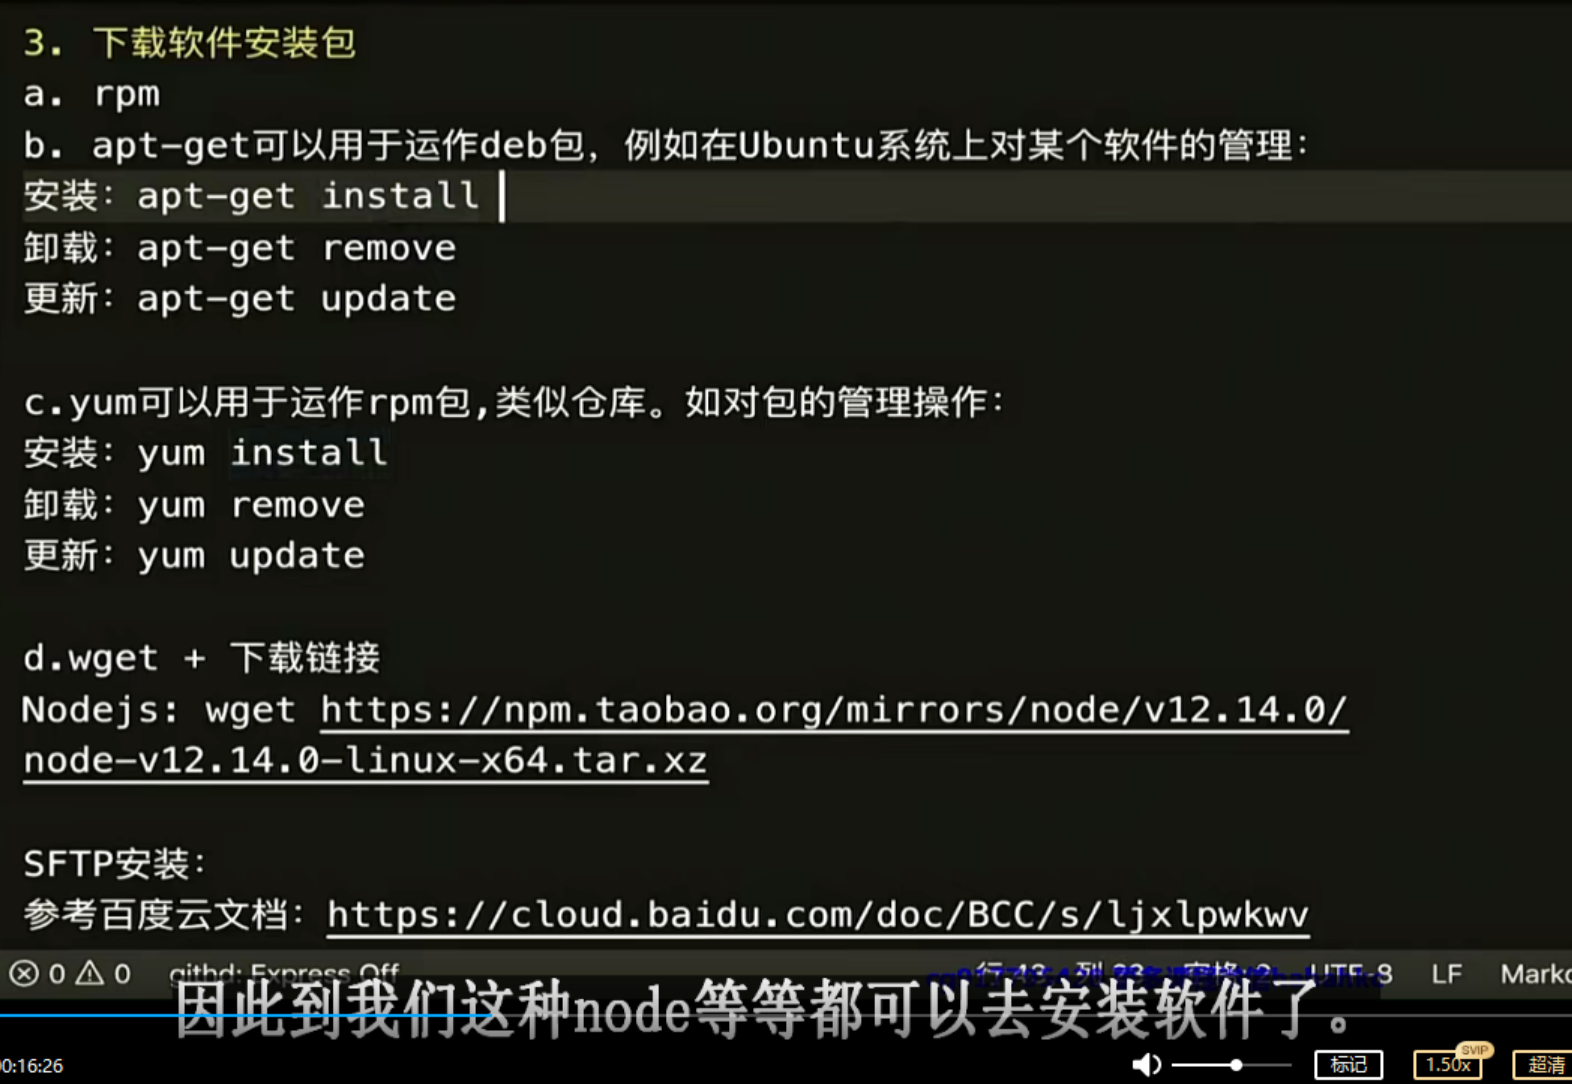 3. 下载软件安装包
a. rpm
b. apt-get可以用于运作deb包，例如在Ubuntu系统上对某个软件的管理：
安装：apt-get install
卸载：apt-get remove
更新：apt-get update
c.yum可以用于运作rpm包,类似仓库。如对包的管理操作：
安装：yum install
卸载：yum remove
更新：yum update
d.wget + 下载链接
Nodejs: wget https://npm.taobao.org/mirrors/node/v12.14.0/
node-v12.14.0-linux-x64.tar.xz
SFTP安装：
参考百度云文档：https://cloud.baidu.com/doc/BCC/s/ljxlpwkwv
0 0 githd: Express Off UTF-8 LF Mark
因此到我们这种node等等都可以去安装软件了。
0:16:26 标记 1.50x SVIP 超清